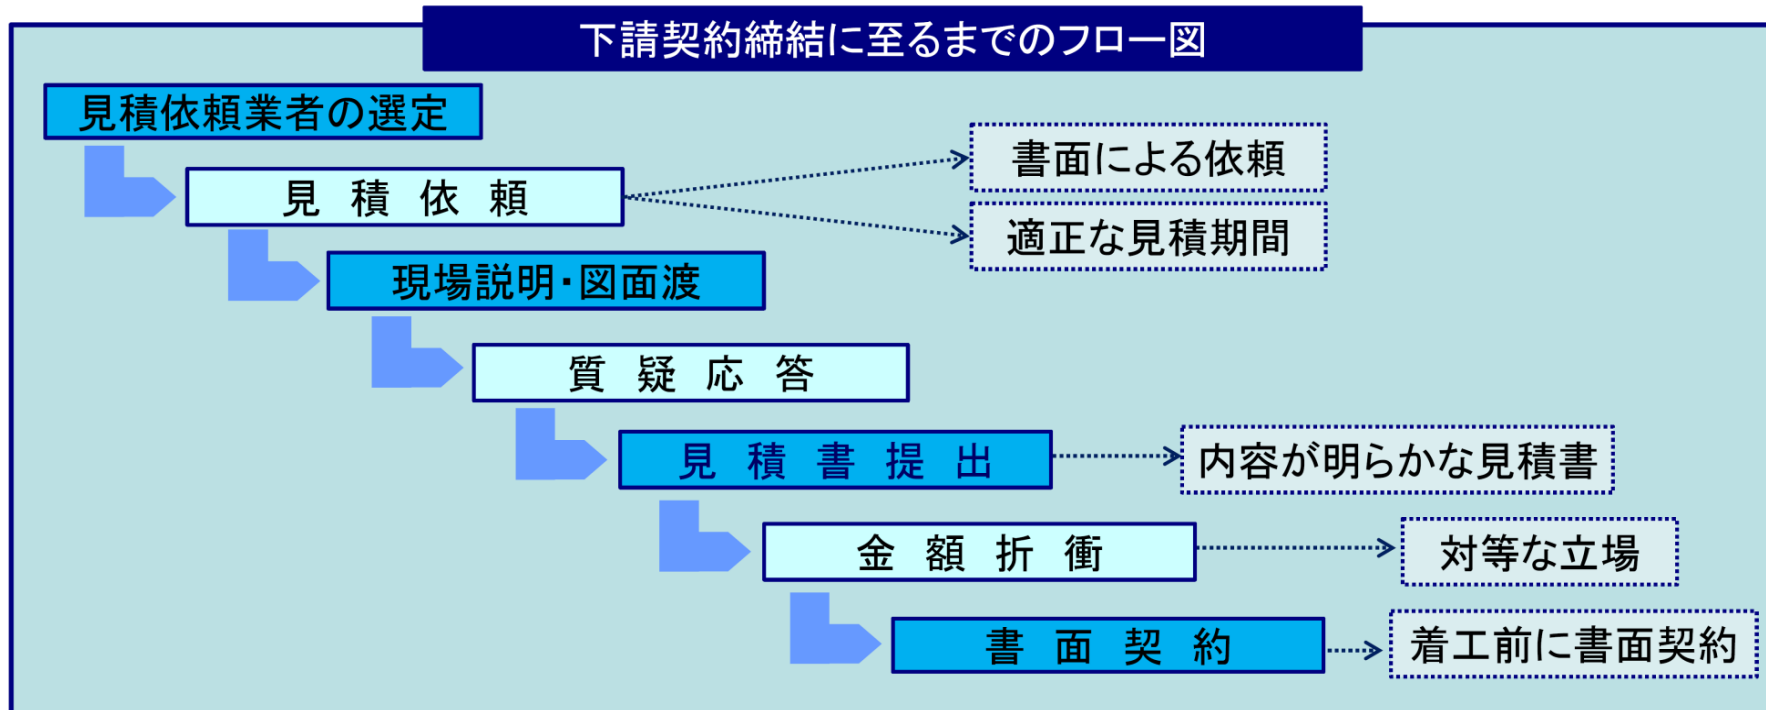 下請契約締結に至るまでのフロー図
見積依頼業者の選定
見積依頼
書面による依頼
適正な見積期間
現場説明・図面渡
質疑応答
見積書提出
内容が明らかな見積書
金額折衝
対等な立場
書面契約
着工前に書面契約